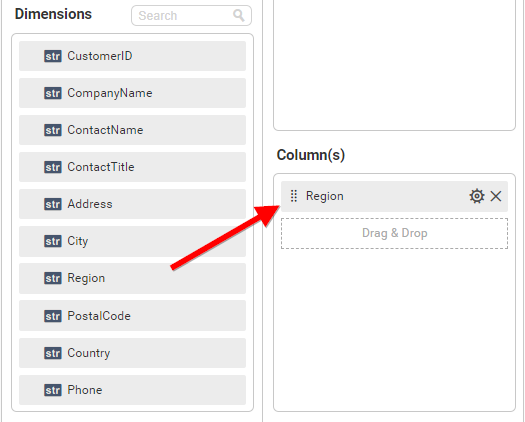 Dimensions
Search
str CustomerID
str CompanyName
str ContactName
str ContactTitle
str Address
str City
str Region
str PostalCode
str Country
str Phone
Column(s)
Region
Drag & Drop